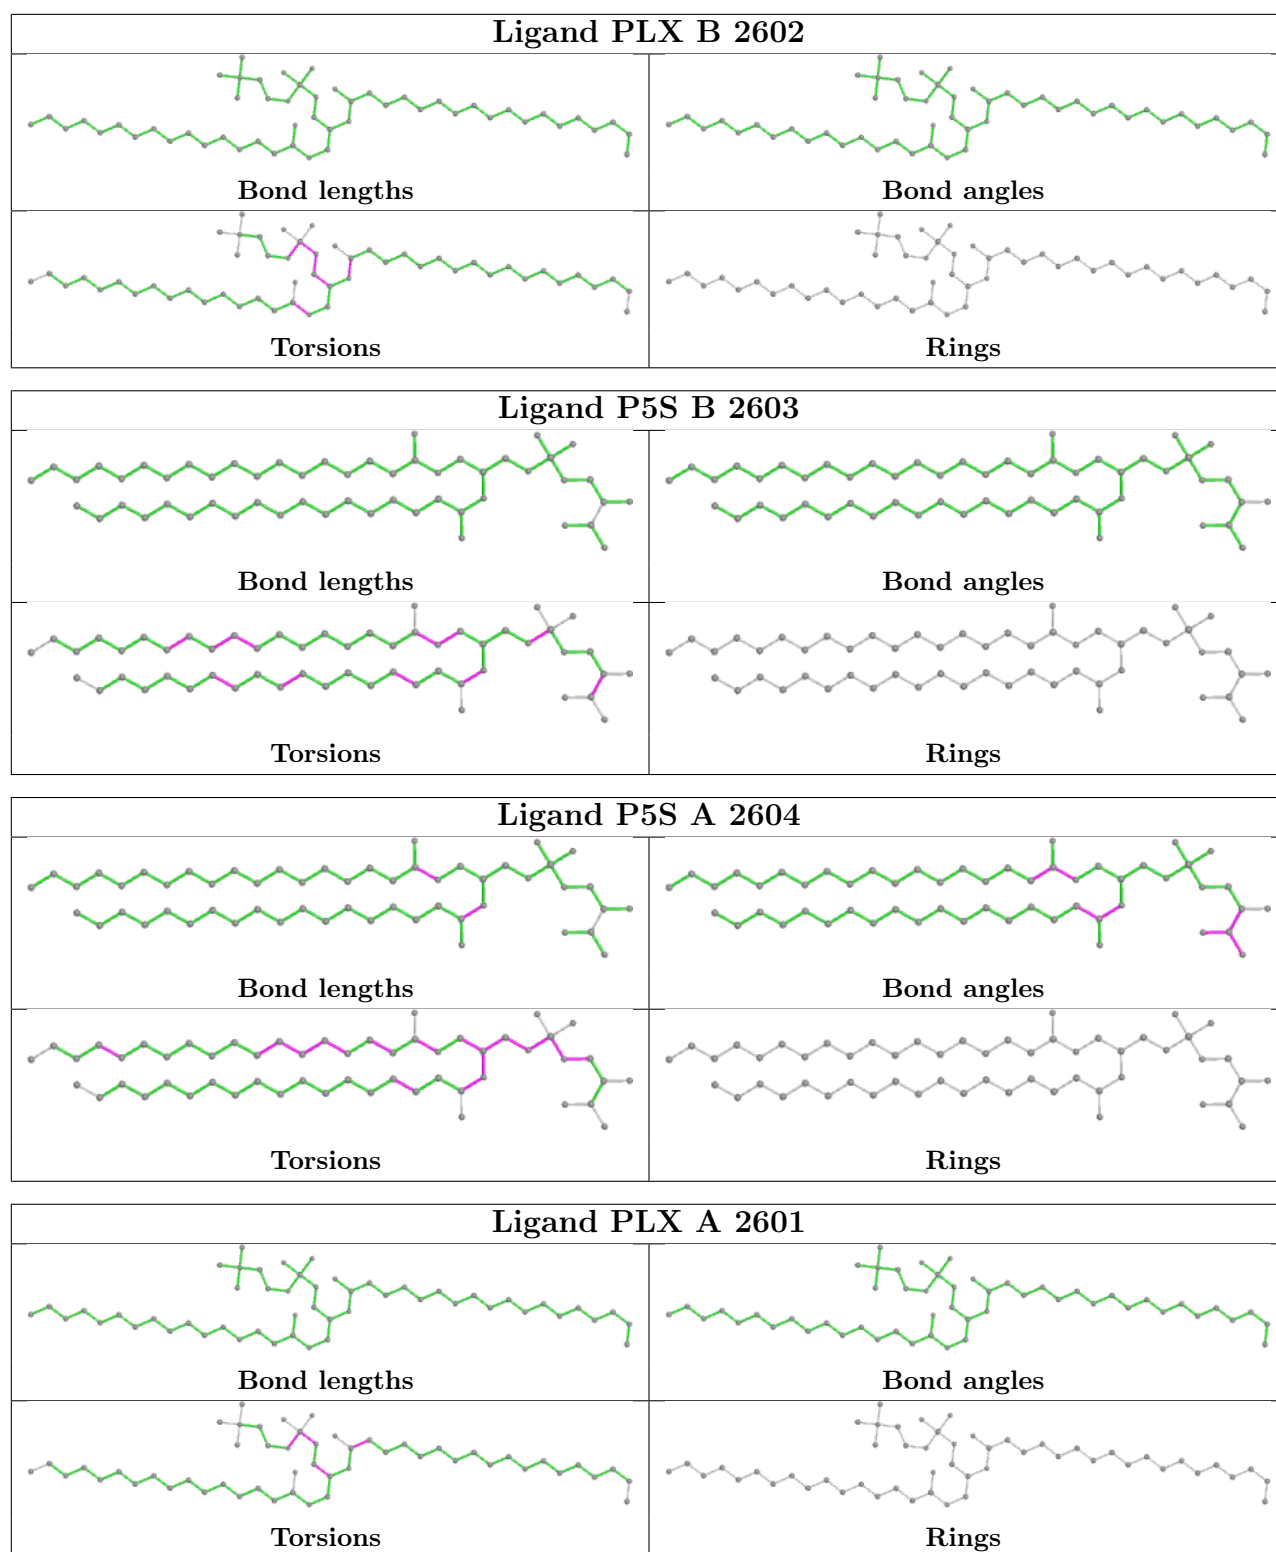 Ligand PLX B 2602
Bond lengths
Bond angles
Torsions
Rings
Ligand P5S B 2603
Bond lengths
Bond angles
Torsions
Rings
Ligand P5S A 2604
Bond lengths
Bond angles
Torsions
Rings
Ligand PLX A 2601
Bond lengths
Bond angles
Torsions
Rings